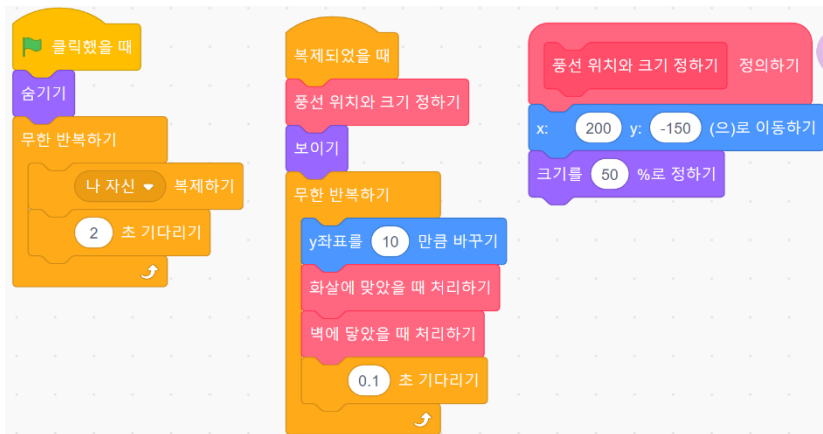 클릭했을 때
숨기기
무한 반복하기
나 자신 복제하기
2 초 기다리기
복제되었을 때
풍선 위치와 크기 정하기
보이기
무한 반복하기
y좌표를 10 만큼 바꾸기
화살에 맞았을 때 처리하기
벽에 닿았을 때 처리하기
0.1 초 기다리기
풍선 위치와 크기 정하기 정의하기
x: 200 y: -150 (으)로 이동하기
크기를 50 %로 정하기